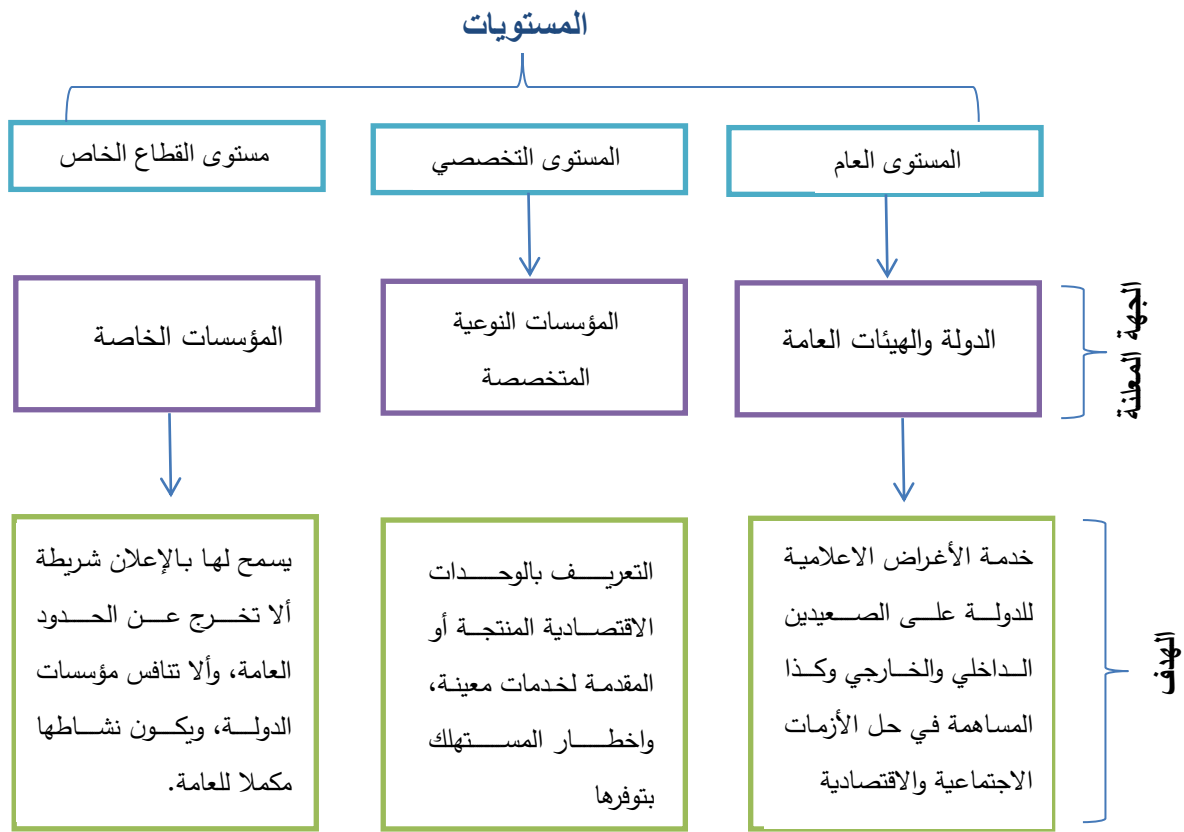 المستويات
المستوى العام
المستوى التخصصي
مستوى القطاع الخاص
الجهة المعلنة
الدولة والهيئات العامة
المؤسسات النوعية
المتخصصة
المؤسسات الخاصة
الهدف
خدمة الأغراض الاعلامية
للدولة على الصعيدين
الداخلي والخارجي وكذا
المساهمة في حل الأزمات
الاجتماعية والاقتصادية
التعريف بالوحدات
الاقتصادية المنتجة أو
المقدمة لخدمات معينة،
واخطار المستهلك
بتوفرها
يسمح لها بالإعلان شريطة
ألا تخرج عن الحدود
العامة، وألا تنافس مؤسسات
الدولة، ويكون نشاطها
مكملا للعامة.